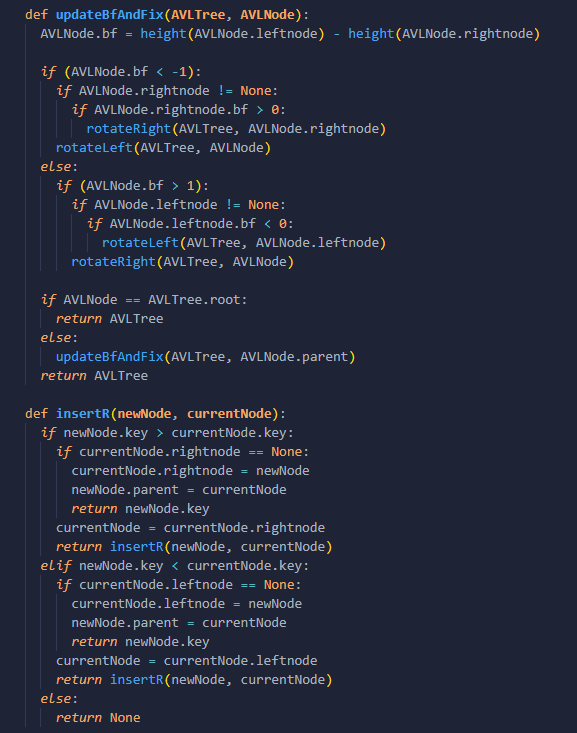 def updateBfAndFix(AVLTree, AVLNode):
  AVLNode.bf = height(AVLNode.leftnode) - height(AVLNode.rightnode)

  if (AVLNode.bf < -1):
    if AVLNode.rightnode != None:
      if AVLNode.rightnode.bf > 0:
        rotateRight(AVLTree, AVLNode.rightnode)
    rotateLeft(AVLTree, AVLNode)
  else:
    if (AVLNode.bf > 1):
      if AVLNode.leftnode != None:
        if AVLNode.leftnode.bf < 0:
          rotateLeft(AVLTree, AVLNode.leftnode)
      rotateRight(AVLTree, AVLNode)

  if AVLNode == AVLTree.root:
    return AVLTree
  else:
    updateBfAndFix(AVLTree, AVLNode.parent)
  return AVLTree

def insertR(newNode, currentNode):
  if newNode.key > currentNode.key:
    if currentNode.rightnode == None:
      currentNode.rightnode = newNode
      newNode.parent = currentNode
      return newNode.key
    currentNode = currentNode.rightnode
    return insertR(newNode, currentNode)
  elif newNode.key < currentNode.key:
    if currentNode.leftnode == None:
      currentNode.leftnode = newNode
      newNode.parent = currentNode
      return newNode.key
    currentNode = currentNode.leftnode
    return insertR(newNode, currentNode)
  else:
    return None